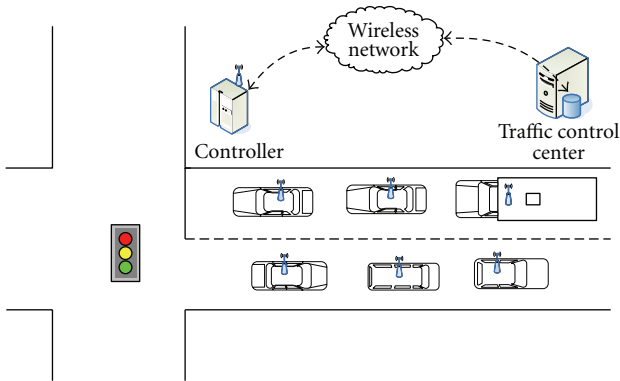 Wireless
network
Controller
Traffic control
center